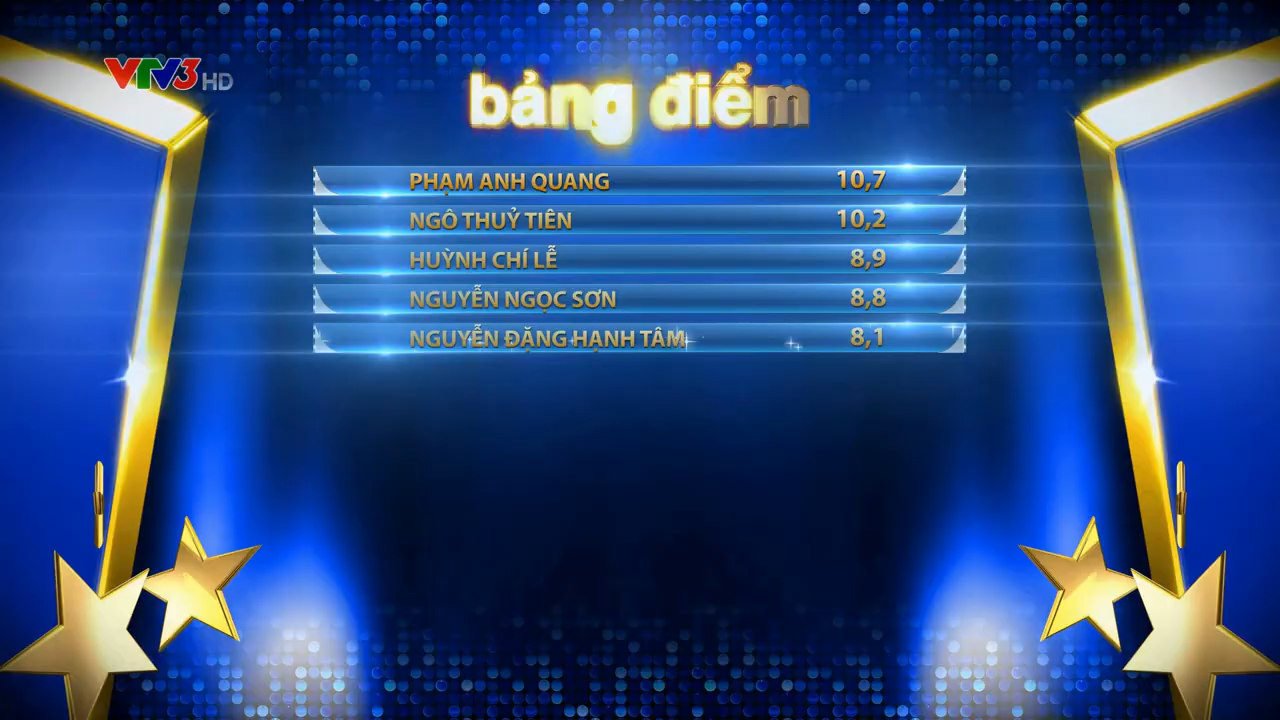 VTV3 HD
bảng điểm
PHẠM ANH QUANG 10,7
NGÔ THUỶ TIÊN 10,2
HUỲNH CHÍ LỄ 8,9
NGUYỄN NGỌC SƠN 8,8
NGUYỄN ĐẶNG HẠNH TÂM 8,1